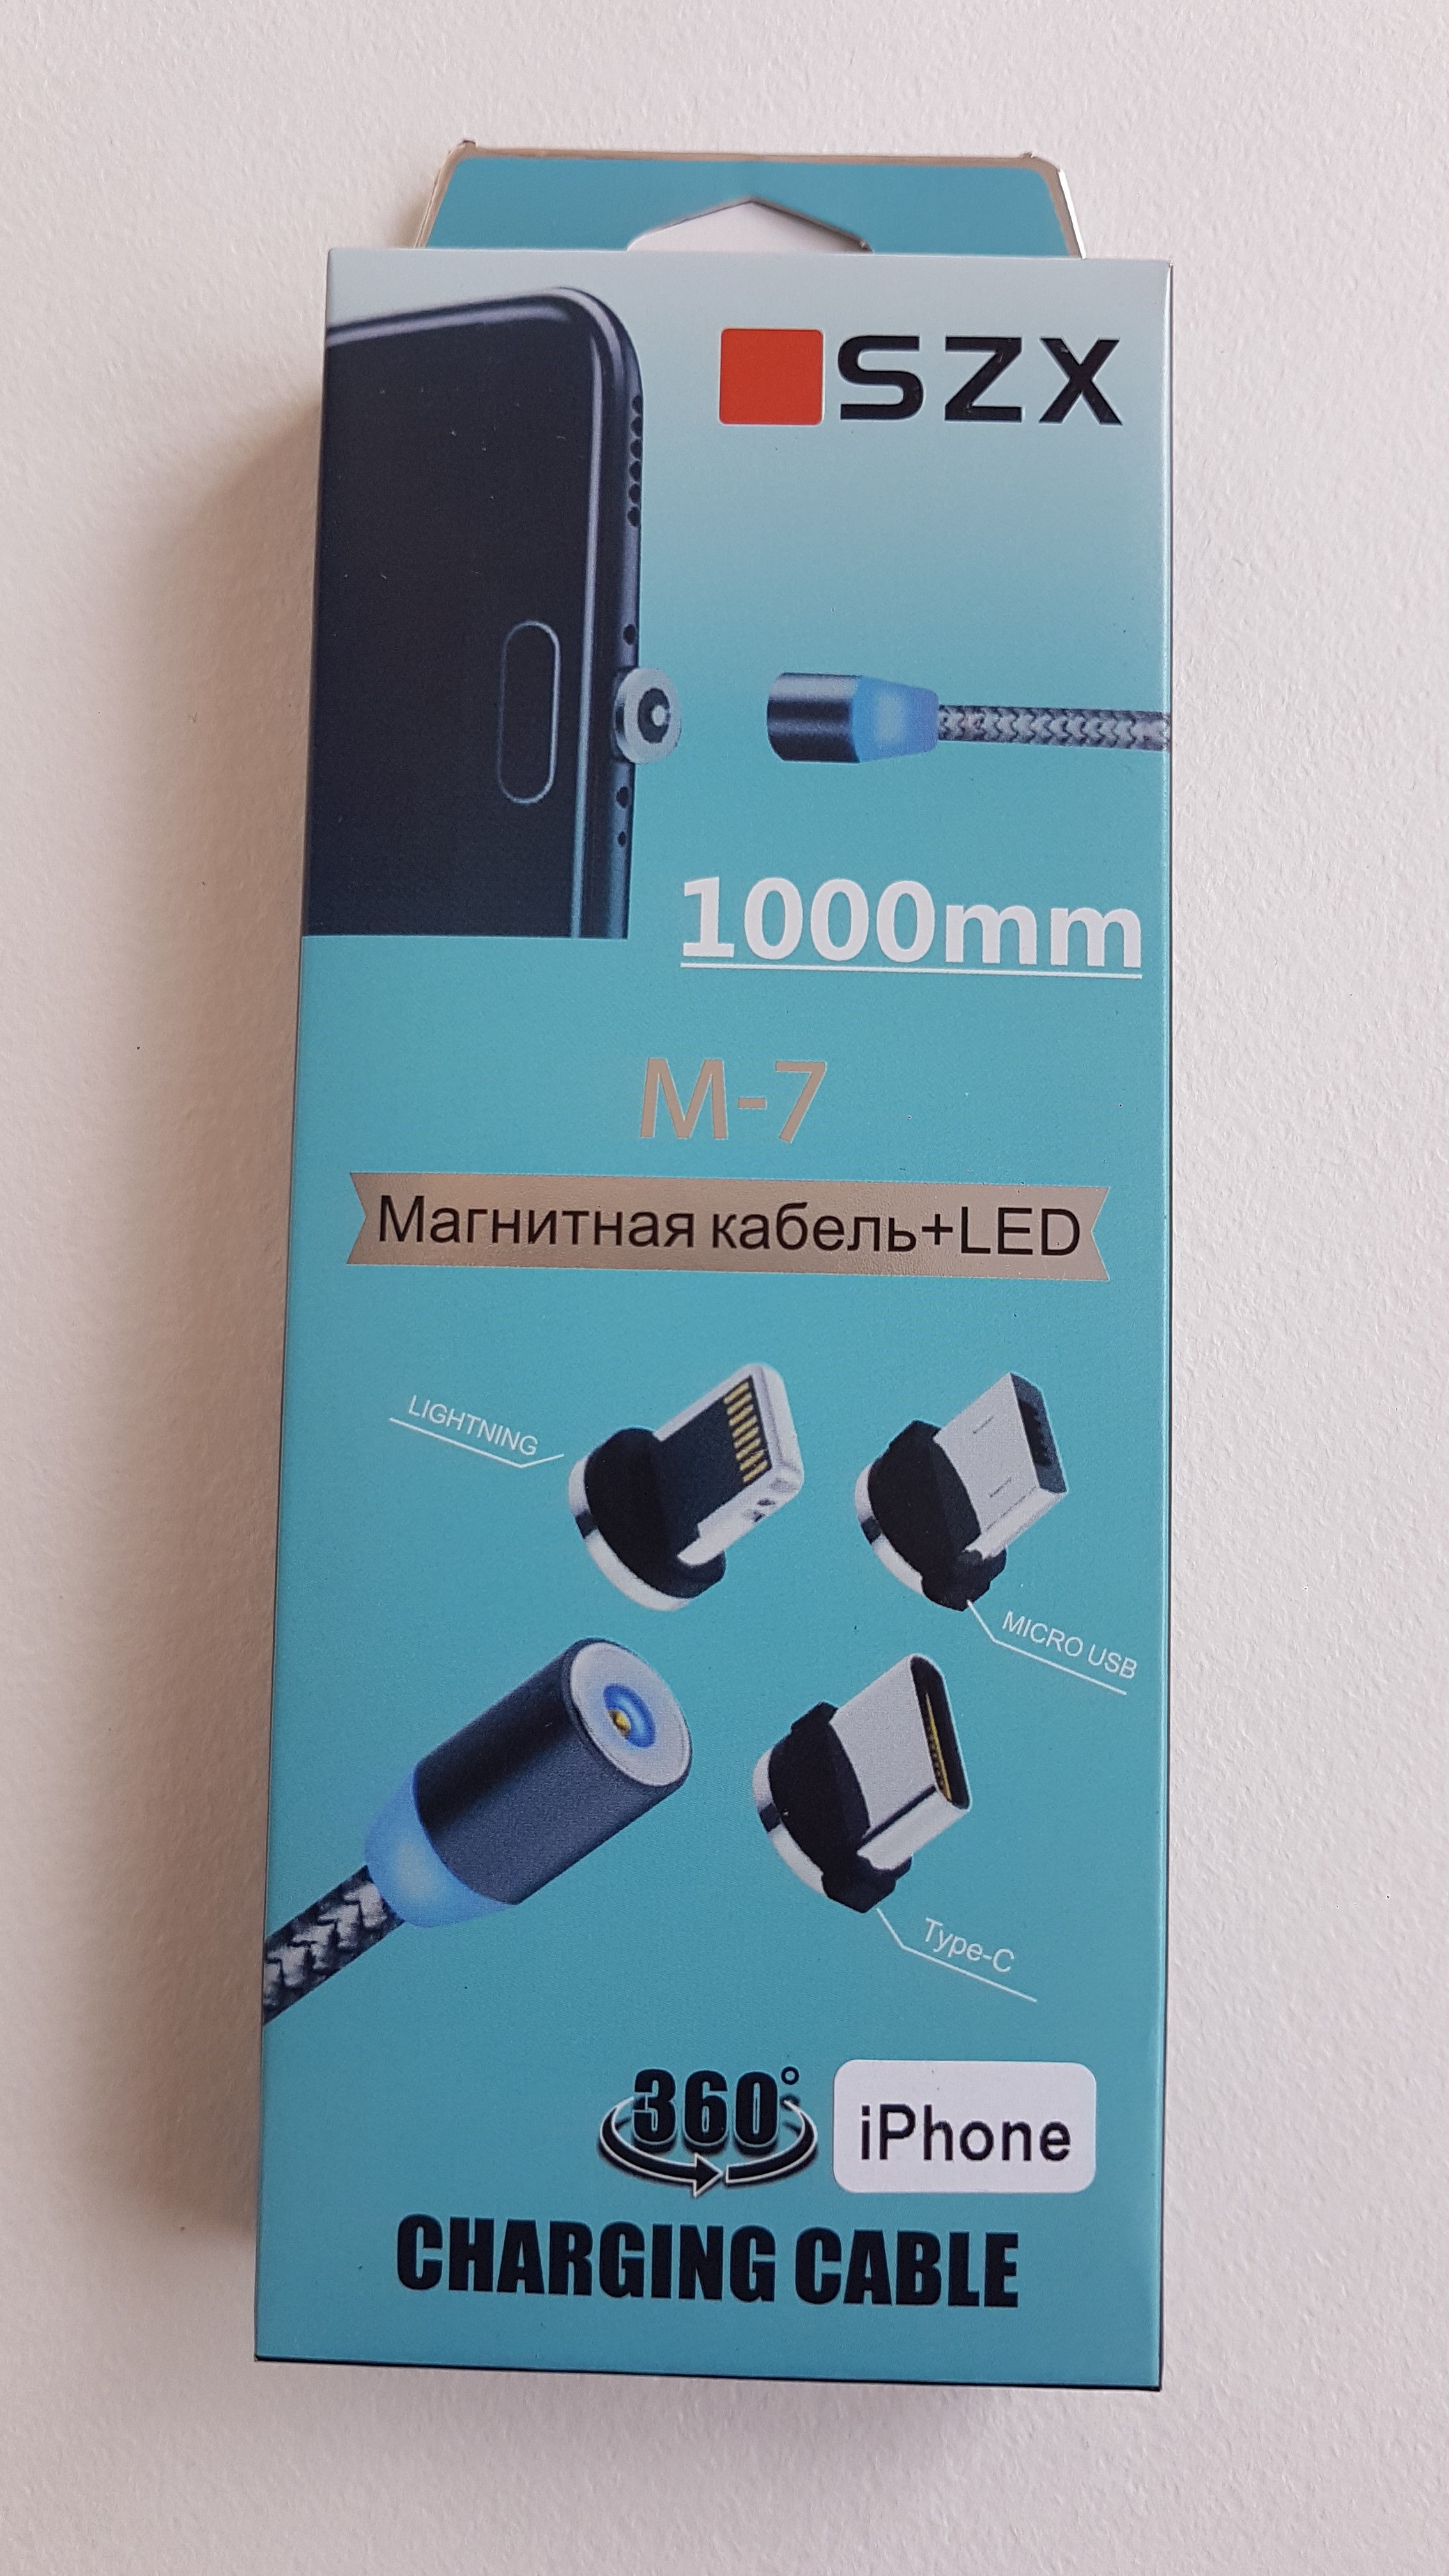 SZX
1000mm
M-7
Магнитная кабель+LED
LIGHTNING
MICRO USB
Type-C
360°
iPhone
CHARGING CABLE